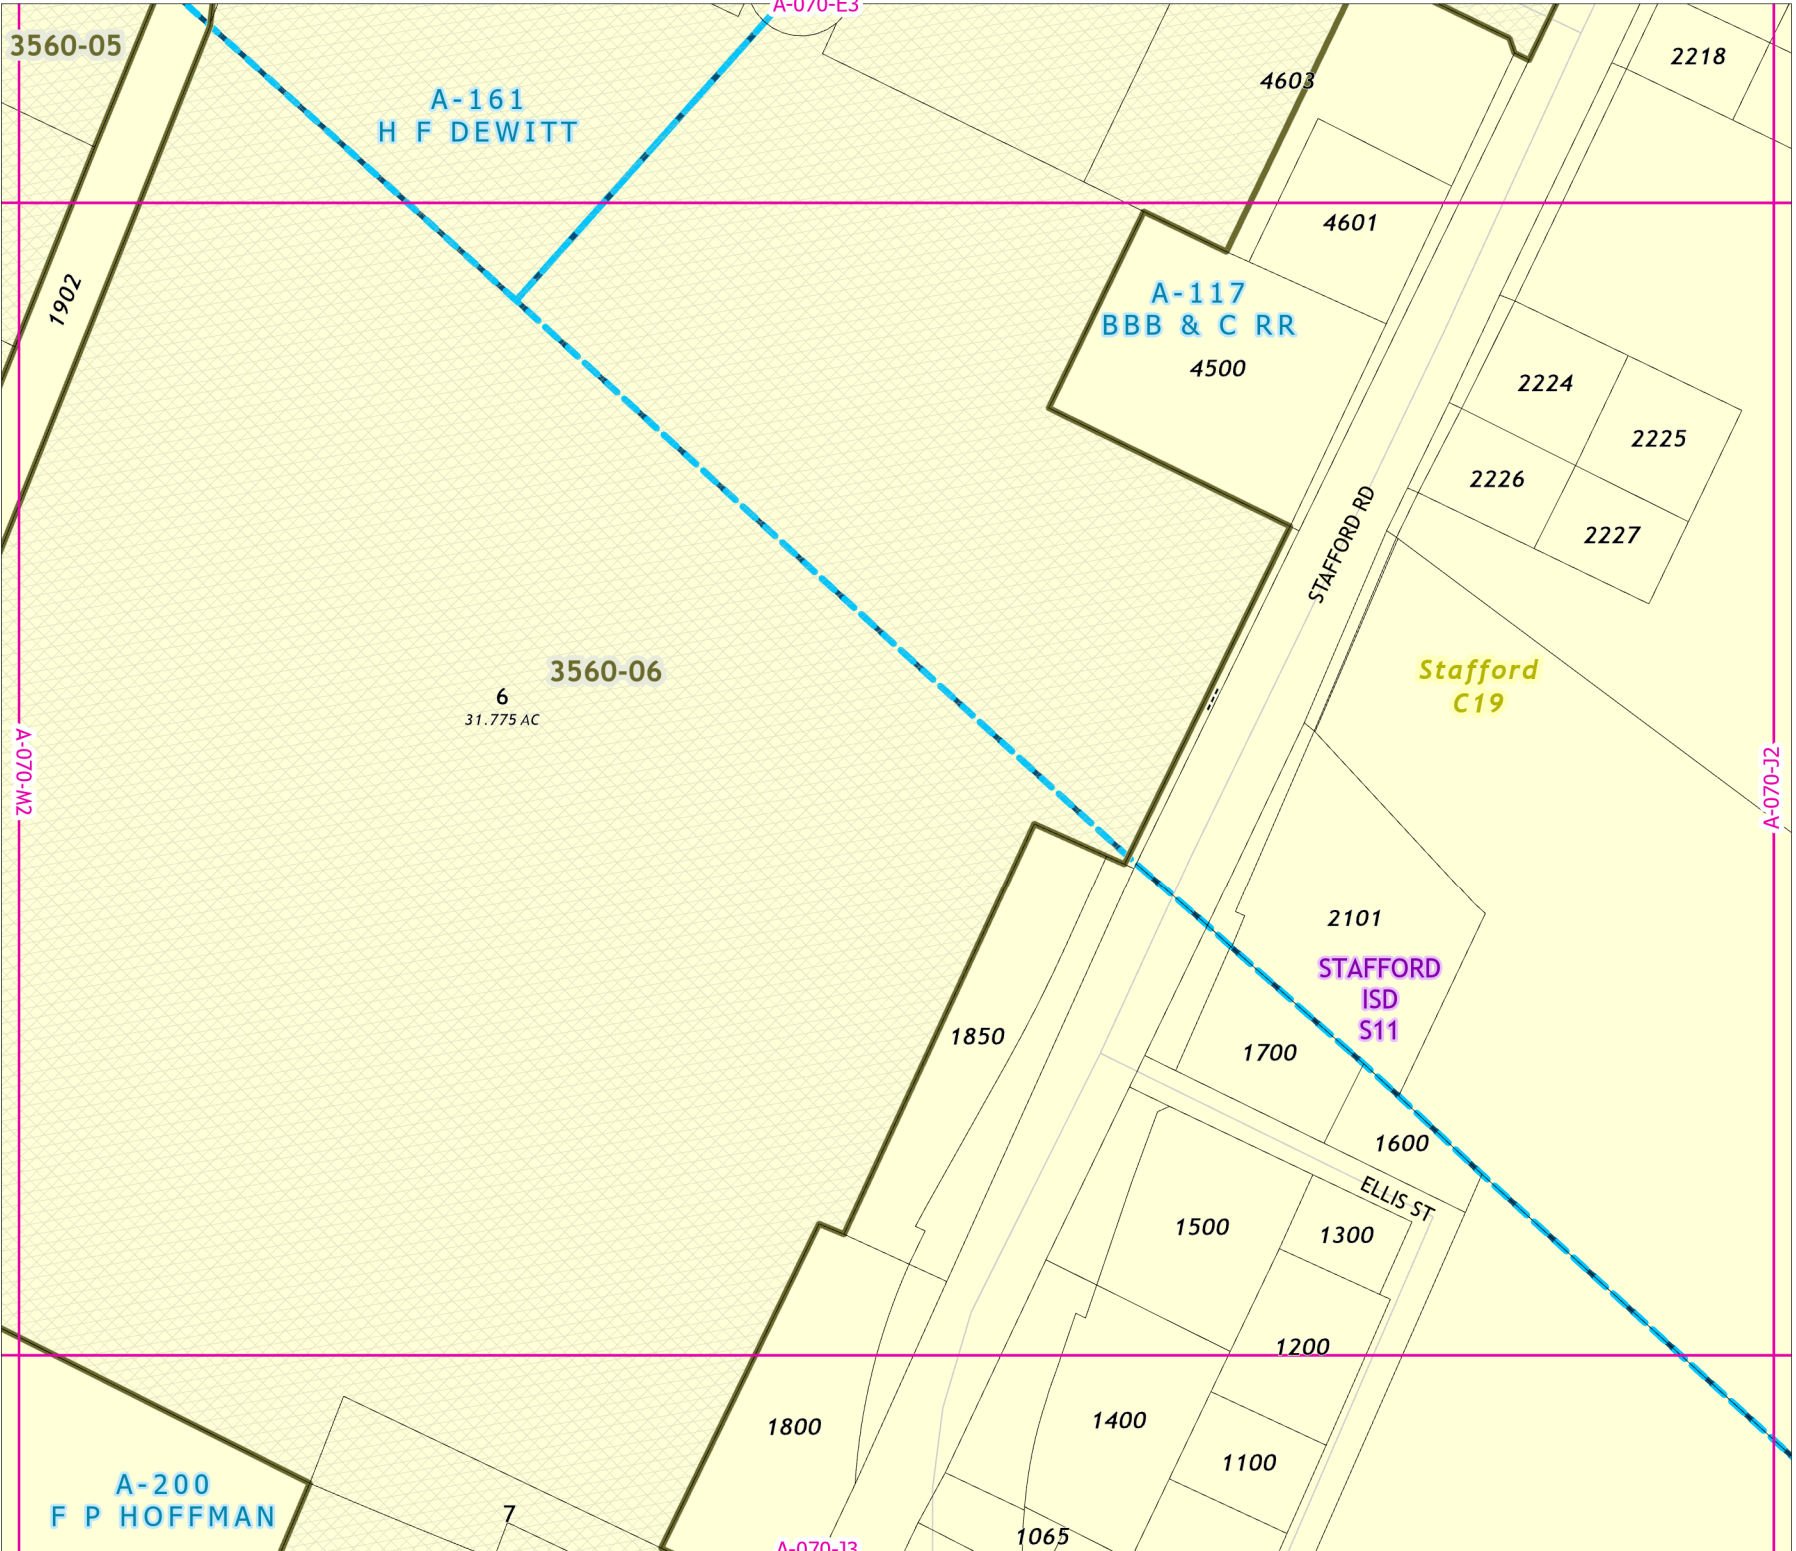 A-070-E3
3560-05
2218
4603
A-161
H F DEWITT
4601
1902
A-117
BBB & C RR
4500
2224
2225
2226
2227
STAFFORD RD
3560-06
6
31.775 AC
Stafford
C19
A-070-M2
A-070-J2
2101
STAFFORD
ISD
S11
1850
1700
1600
ELLIS ST
1500
1300
1200
1800
1400
1100
A-200
F P HOFFMAN
7
1065
A-070-J3